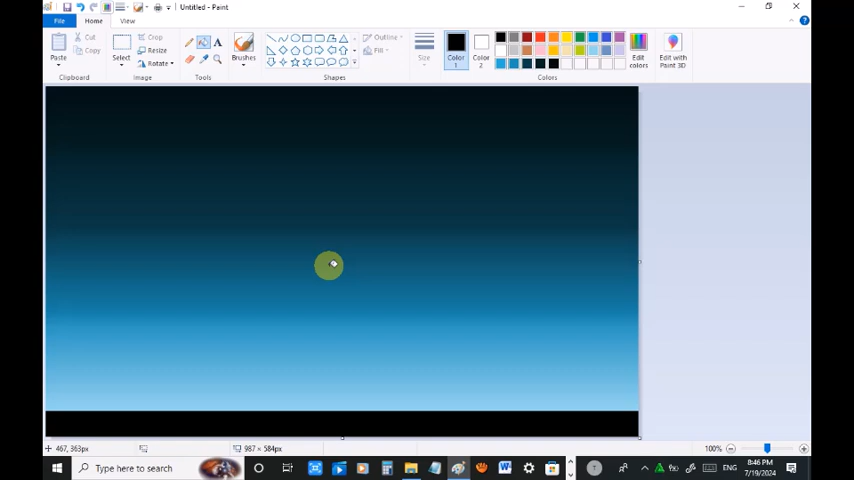 Untitled - Paint
File Home View
Paste
Cut
Copy
Clipboard
Select
Crop
Resize
Rotate
Image
A
Tools
Brushes
Outline
Fill
Shapes
Size
Color
1
Color
2
Edit
colors
Colors
Edit with
Paint 3D
467, 363px
987 × 584px
100%
Type here to search
ENG
8:46 PM
7/19/2024